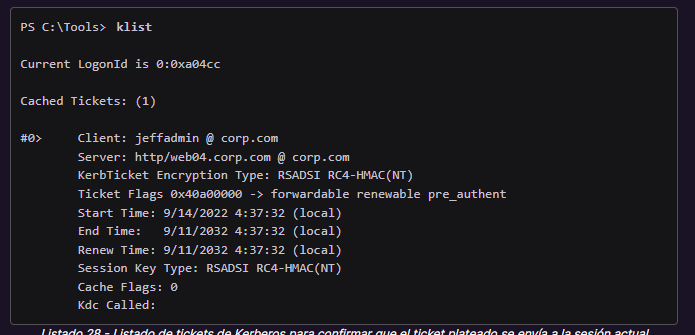 PS C:\Tools> klist
Current LogonId is 0:0xa04cc
Cached Tickets: (1)
#0>     Client: jeffadmin @ corp.com
        Server: http/web04.corp.com @ corp.com
        KerbTicket Encryption Type: RSADSI RC4-HMAC(NT)
        Ticket Flags 0x40a00000 -> forwardable renewable pre_authent
        Start Time: 9/14/2022 4:37:32 (local)
        End Time:   9/11/2032 4:37:32 (local)
        Renew Time: 9/11/2032 4:37:32 (local)
        Session Key Type: RSADSI RC4-HMAC(NT)
        Cache Flags: 0
        Kdc Called:
Listado 28 - Listado de tickets de Kerberos para confirmar que el ticket plateado se envía a la sesión actual